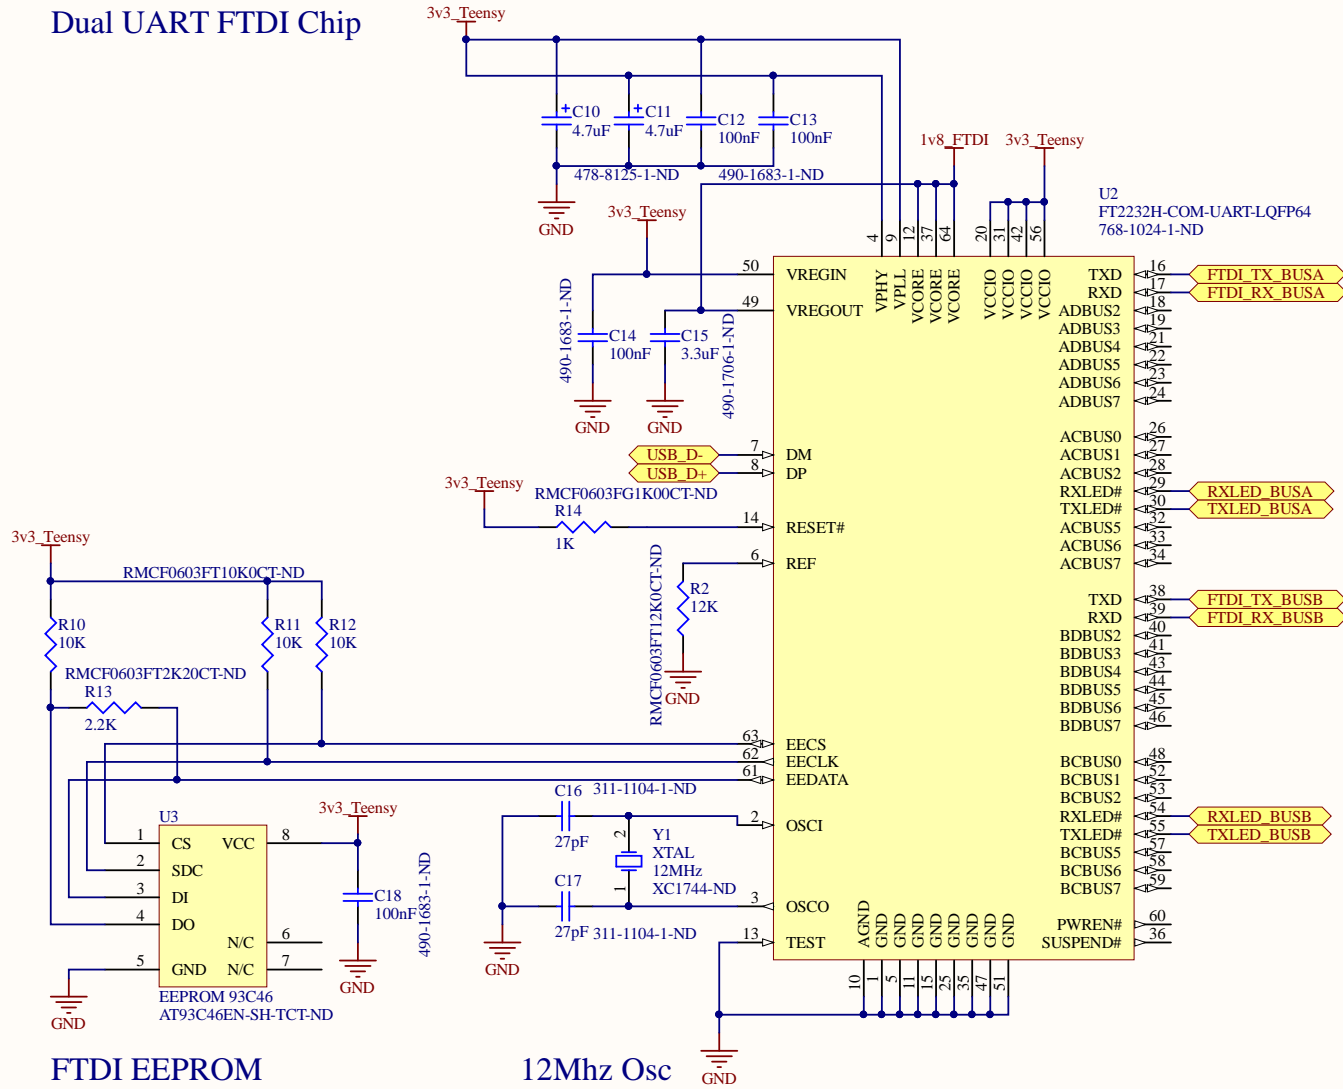 Dual UART FTDI Chip
3v3_Teensy
C10
4.7uF
C11
4.7uF
C12
100nF
C13
100nF
478-8125-1-ND
490-1683-1-ND
GND
1v8_FTDI
3v3_Teensy
U2
FT2232H-COM-UART-LQFP64
768-1024-1-ND
3v3_Teensy
490-1683-1-ND
C14
100nF
GND
C15
3.3uF
490-1706-1-ND
GND
4 VPHY
9 VPLL
12 VCORE
37 VCORE
64 VCORE
20 VCCIO
31 VCCIO
42 VCCIO
56 VCCIO
50 VREGIN
49 VREGOUT
USB_D- 7 DM
USB_D+ 8 DP
3v3_Teensy
RMCF0603FG1K00CT-ND
R14
1K
14 RESET#
6 REF
R2
12K
RMCF0603FT12K0CT-ND
GND
63 EECS
62 EECLK
61 EEDATA
2 OSCI
3 OSCO
13 TEST
TXD 16 FTDI_TX_BUSA
RXD 17 FTDI_RX_BUSA
ADBUS2 18
ADBUS3 19
ADBUS4 21
ADBUS5 22
ADBUS6 23
ADBUS7 24
ACBUS0 26
ACBUS1 27
ACBUS2 28
RXLED# 29 RXLED_BUSA
TXLED# 30 TXLED_BUSA
ACBUS5 32
ACBUS6 33
ACBUS7 34
TXD 38 FTDI_TX_BUSB
RXD 39 FTDI_RX_BUSB
BDBUS2 40
BDBUS3 41
BDBUS4 43
BDBUS5 44
BDBUS6 45
BDBUS7 46
BCBUS0 48
BCBUS1 52
BCBUS2 53
RXLED# 54 RXLED_BUSB
TXLED# 55 TXLED_BUSB
BCBUS5 57
BCBUS6 58
BCBUS7 59
PWREN# 60
SUSPEND# 36
AGND 10
GND 1
GND 5
GND 11
GND 15
GND 25
GND 35
GND 47
GND 51
GND
3v3_Teensy
RMCF0603FT10K0CT-ND
R10
10K
R11
10K
R12
10K
RMCF0603FT2K20CT-ND
R13
2.2K
U3
1 CS
2 SDC
3 DI
4 DO
5 GND
VCC 8
N/C 6
N/C 7
EEPROM 93C46
AT93C46EN-SH-TCT-ND
GND
3v3_Teensy
C18
100nF
490-1683-1-ND
GND
C16
27pF
311-1104-1-ND
2
1
Y1
XTAL
12MHz
XC1744-ND
C17
27pF
311-1104-1-ND
GND
FTDI EEPROM
12Mhz Osc